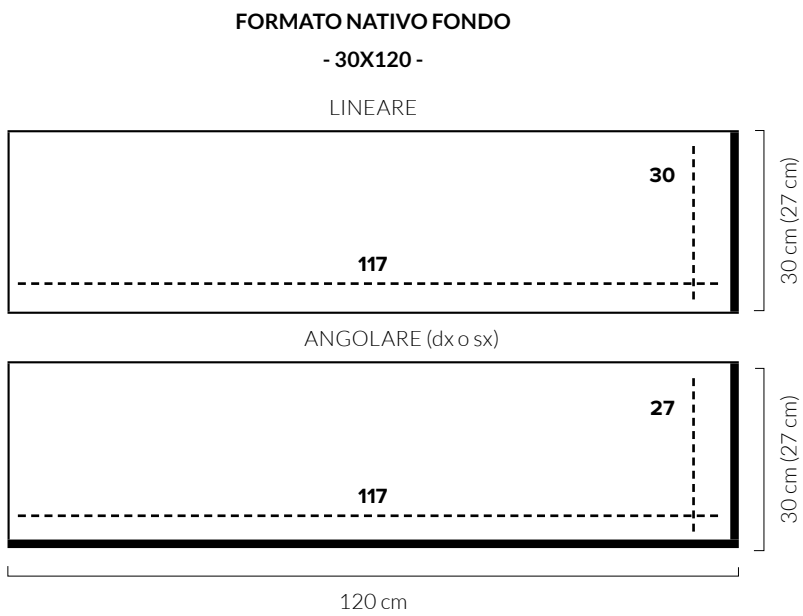 FORMATO NATIVO FONDO
- 30X120 -
LINEARE
30
117
30 cm (27 cm)
ANGOLARE (dx o sx)
27
117
30 cm (27 cm)
120 cm